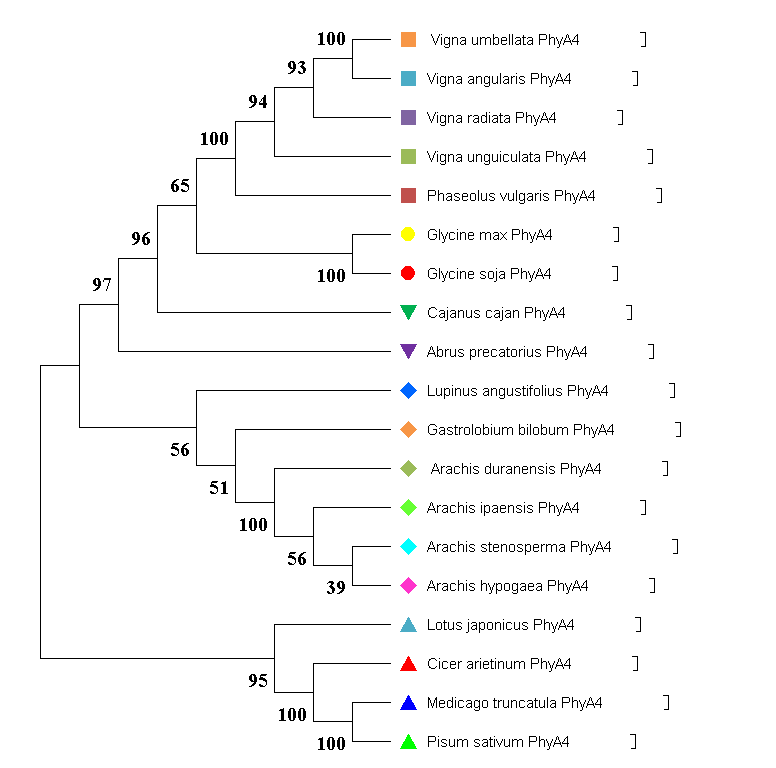 100
Vigna umbellata PhyA4 ]
93
Vigna angularis PhyA4 ]
94
Vigna radiata PhyA4 ]
100
Vigna unguiculata PhyA4 ]
65
Phaseolus vulgaris PhyA4 ]
96
Glycine max PhyA4 ]
100
Glycine soja PhyA4 ]
97
Cajanus cajan PhyA4 ]
Abrus precatorius PhyA4 ]
Lupinus angustifolius PhyA4 ]
56
Gastrolobium bilobum PhyA4 ]
51
Arachis duranensis PhyA4 ]
100
Arachis ipaensis PhyA4 ]
56
Arachis stenosperma PhyA4 ]
39
Arachis hypogaea PhyA4 ]
Lotus japonicus PhyA4 ]
95
Cicer arietinum PhyA4 ]
100
Medicago truncatula PhyA4 ]
100
Pisum sativum PhyA4 ]